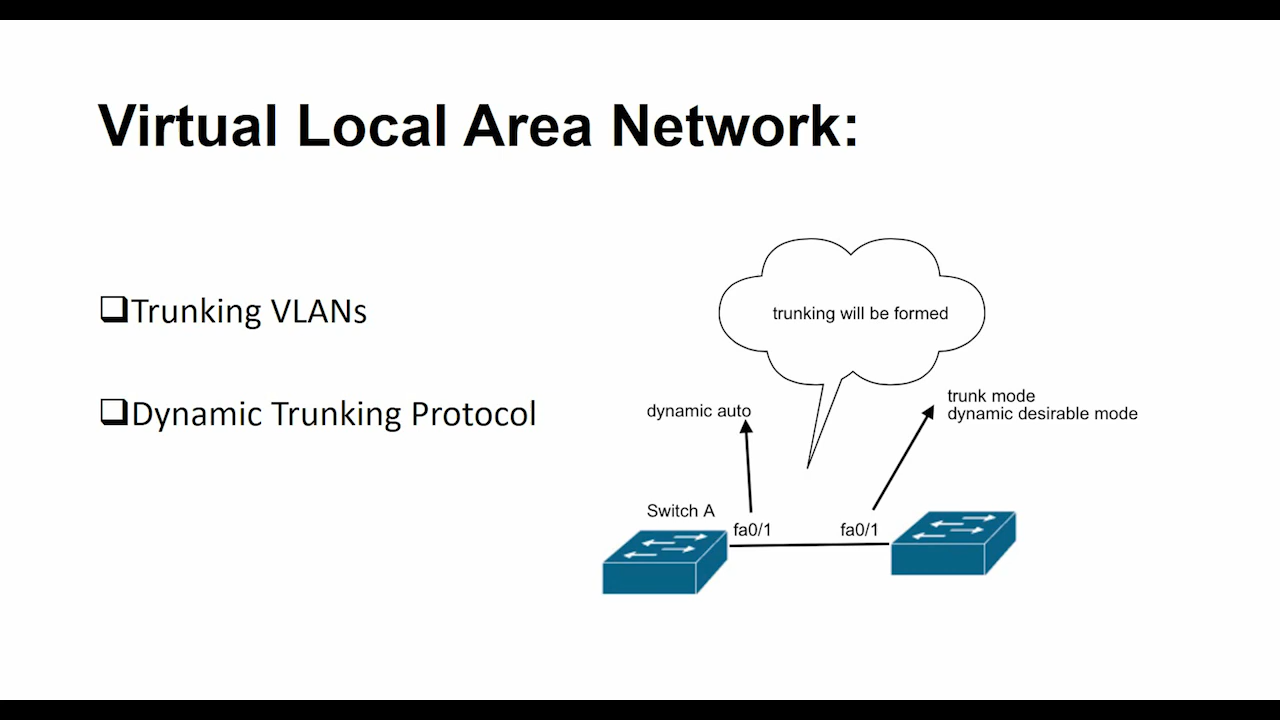 Virtual Local Area Network:
Trunking VLANs
Dynamic Trunking Protocol
trunking will be formed
dynamic auto
trunk mode
dynamic desirable mode
Switch A
fa0/1
fa0/1